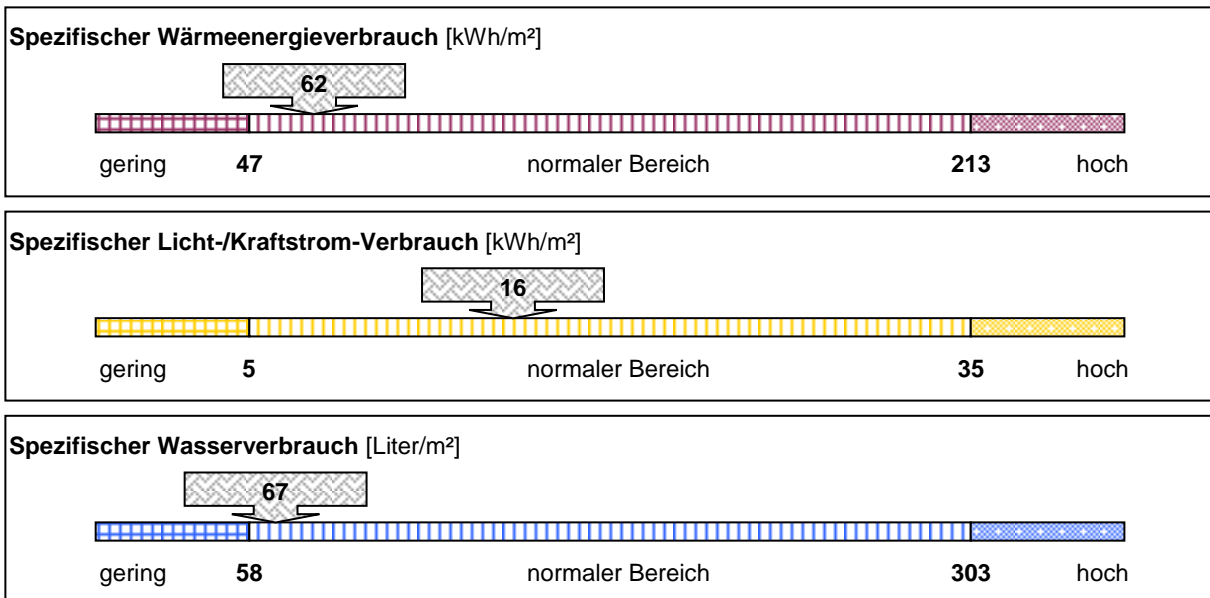 Spezifischer Wärmeenergieverbrauch [kWh/m²]
62
gering 47 normaler Bereich 213 hoch
Spezifischer Licht-/Kraftstrom-Verbrauch [kWh/m²]
16
gering 5 normaler Bereich 35 hoch
Spezifischer Wasserverbrauch [Liter/m²]
67
gering 58 normaler Bereich 303 hoch